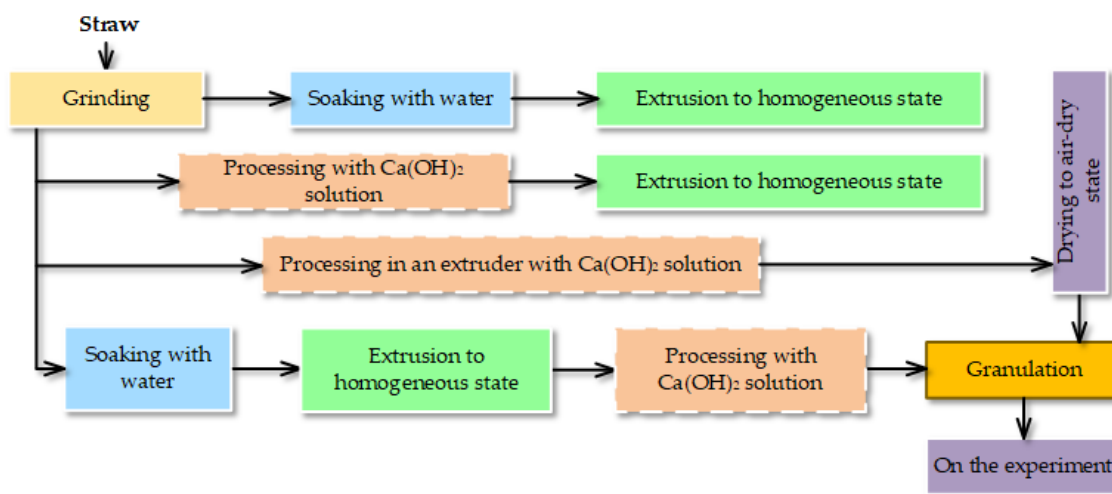 Straw
Grinding
Soaking with water
Extrusion to homogeneous state
Processing with Ca(OH)₂
solution
Extrusion to homogeneous state
Drying to air-dry
state
Processing in an extruder with Ca(OH)₂ solution
Soaking with
water
Extrusion to
homogeneous state
Processing with
Ca(OH)₂ solution
Granulation
On the experiment